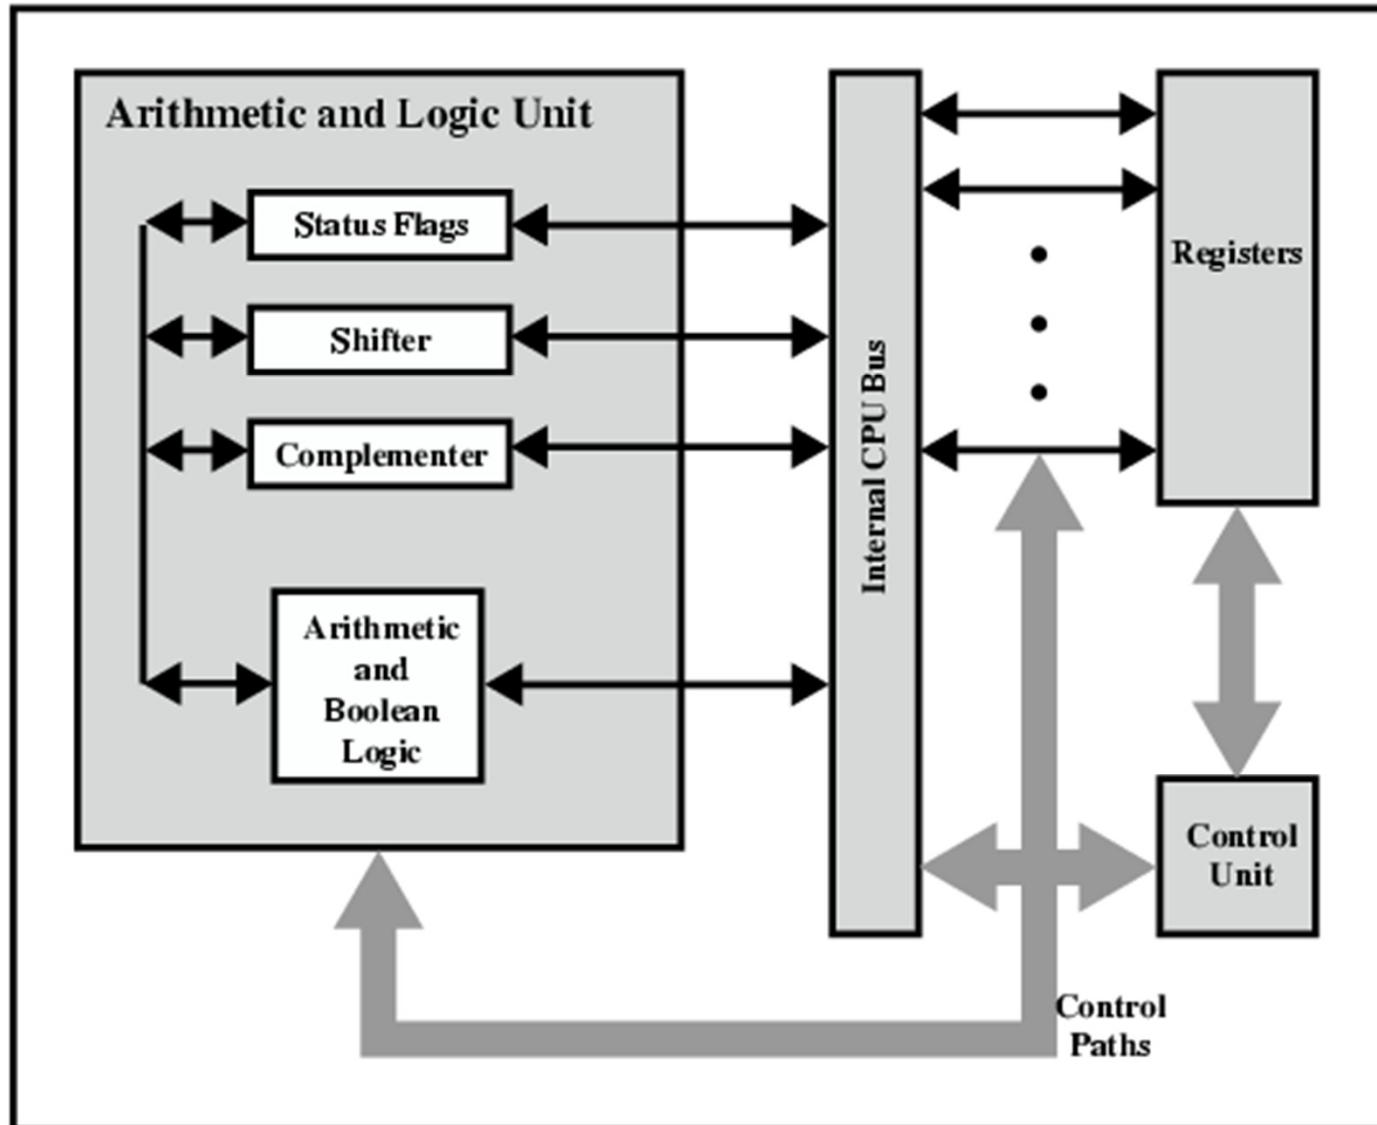 Arithmetic and Logic Unit
Status Flags
Shifter
Complementer
Arithmetic
and
Boolean
Logic
Internal CPU Bus
Registers
Control
Unit
Control
Paths